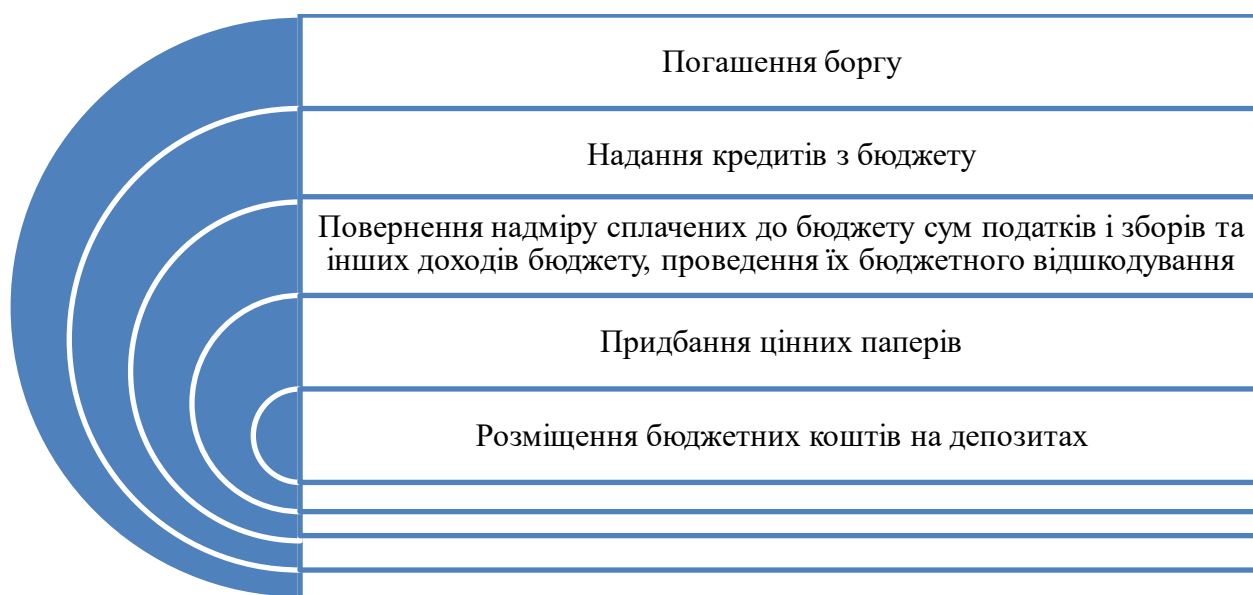 Погашення боргу
Надання кредитів з бюджету
Повернення надміру сплачених до бюджету сум податків і зборів та
інших доходів бюджету, проведення їх бюджетного відшкодування
Придбання цінних паперів
Розміщення бюджетних коштів на депозитах